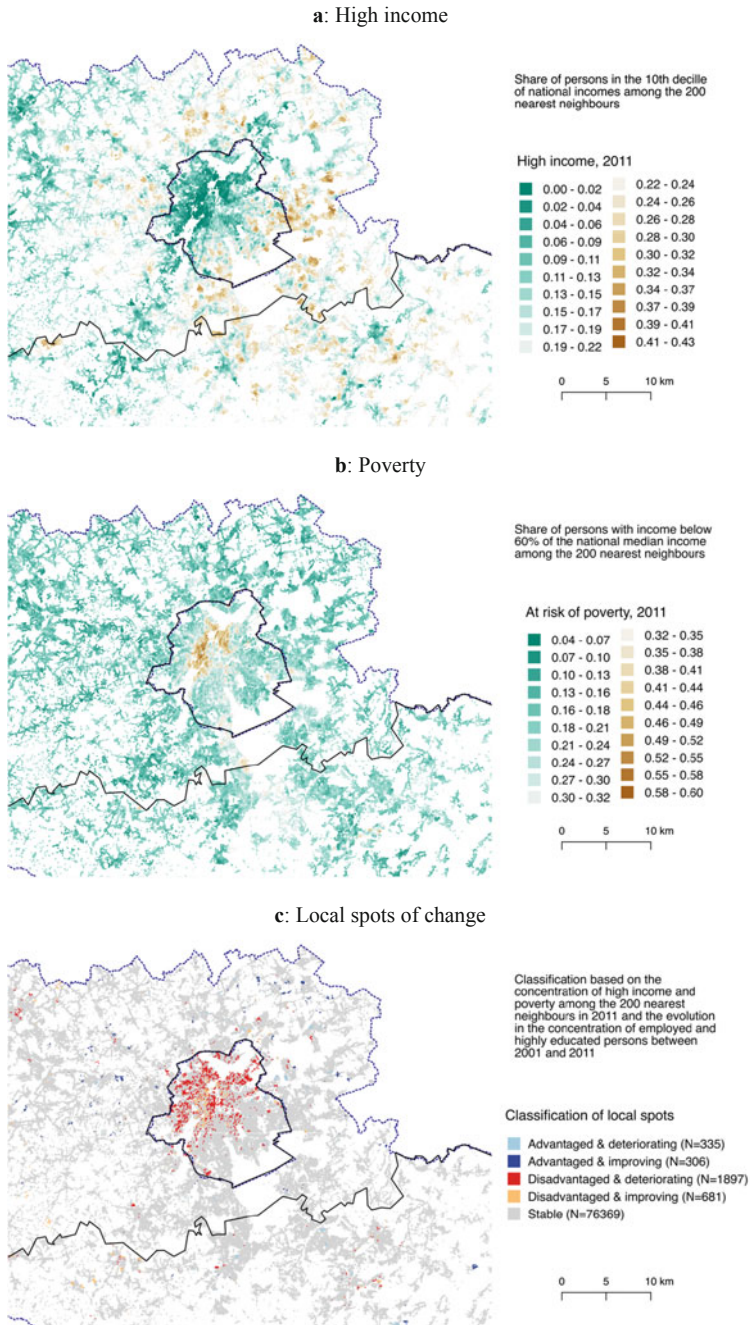 a: High income
Share of persons in the 10th decille
of national incomes among the 200
nearest neighbours
High income, 2011
0.00 - 0.02
0.02 - 0.04
0.04 - 0.06
0.06 - 0.09
0.09 - 0.11
0.11 - 0.13
0.13 - 0.15
0.15 - 0.17
0.17 - 0.19
0.19 - 0.22
0.22 - 0.24
0.24 - 0.26
0.26 - 0.28
0.28 - 0.30
0.30 - 0.32
0.32 - 0.34
0.34 - 0.37
0.37 - 0.39
0.39 - 0.41
0.41 - 0.43
0 5 10 km
b: Poverty
Share of persons with income below
60% of the national median income
among the 200 nearest neighbours
At risk of poverty, 2011
0.04 - 0.07
0.07 - 0.10
0.10 - 0.13
0.13 - 0.16
0.16 - 0.18
0.18 - 0.21
0.21 - 0.24
0.24 - 0.27
0.27 - 0.30
0.30 - 0.32
0.32 - 0.35
0.35 - 0.38
0.38 - 0.41
0.41 - 0.44
0.44 - 0.46
0.46 - 0.49
0.49 - 0.52
0.52 - 0.55
0.55 - 0.58
0.58 - 0.60
0 5 10 km
c: Local spots of change
Classification based on the
concentration of high income and
poverty among the 200 nearest
neighbours in 2011 and the evolution
in the concentration of employed and
highly educated persons between
2001 and 2011
Classification of local spots
Advantaged & deteriorating (N=335)
Advantaged & improving (N=306)
Disadvantaged & deteriorating (N=1897)
Disadvantaged & improving (N=681)
Stable (N=76369)
0 5 10 km